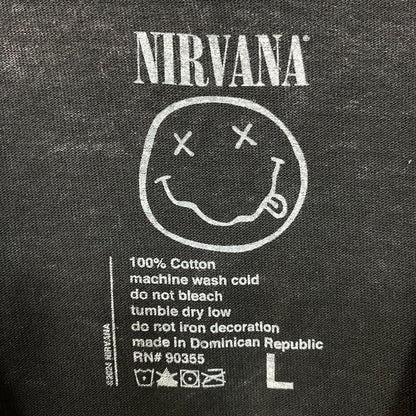 NIRVANA®
100% Cotton
machine wash cold
do not bleach
tumble dry low
do not iron decoration
made in Dominican Republic
RN# 90355
L
©2024 NIRVANA